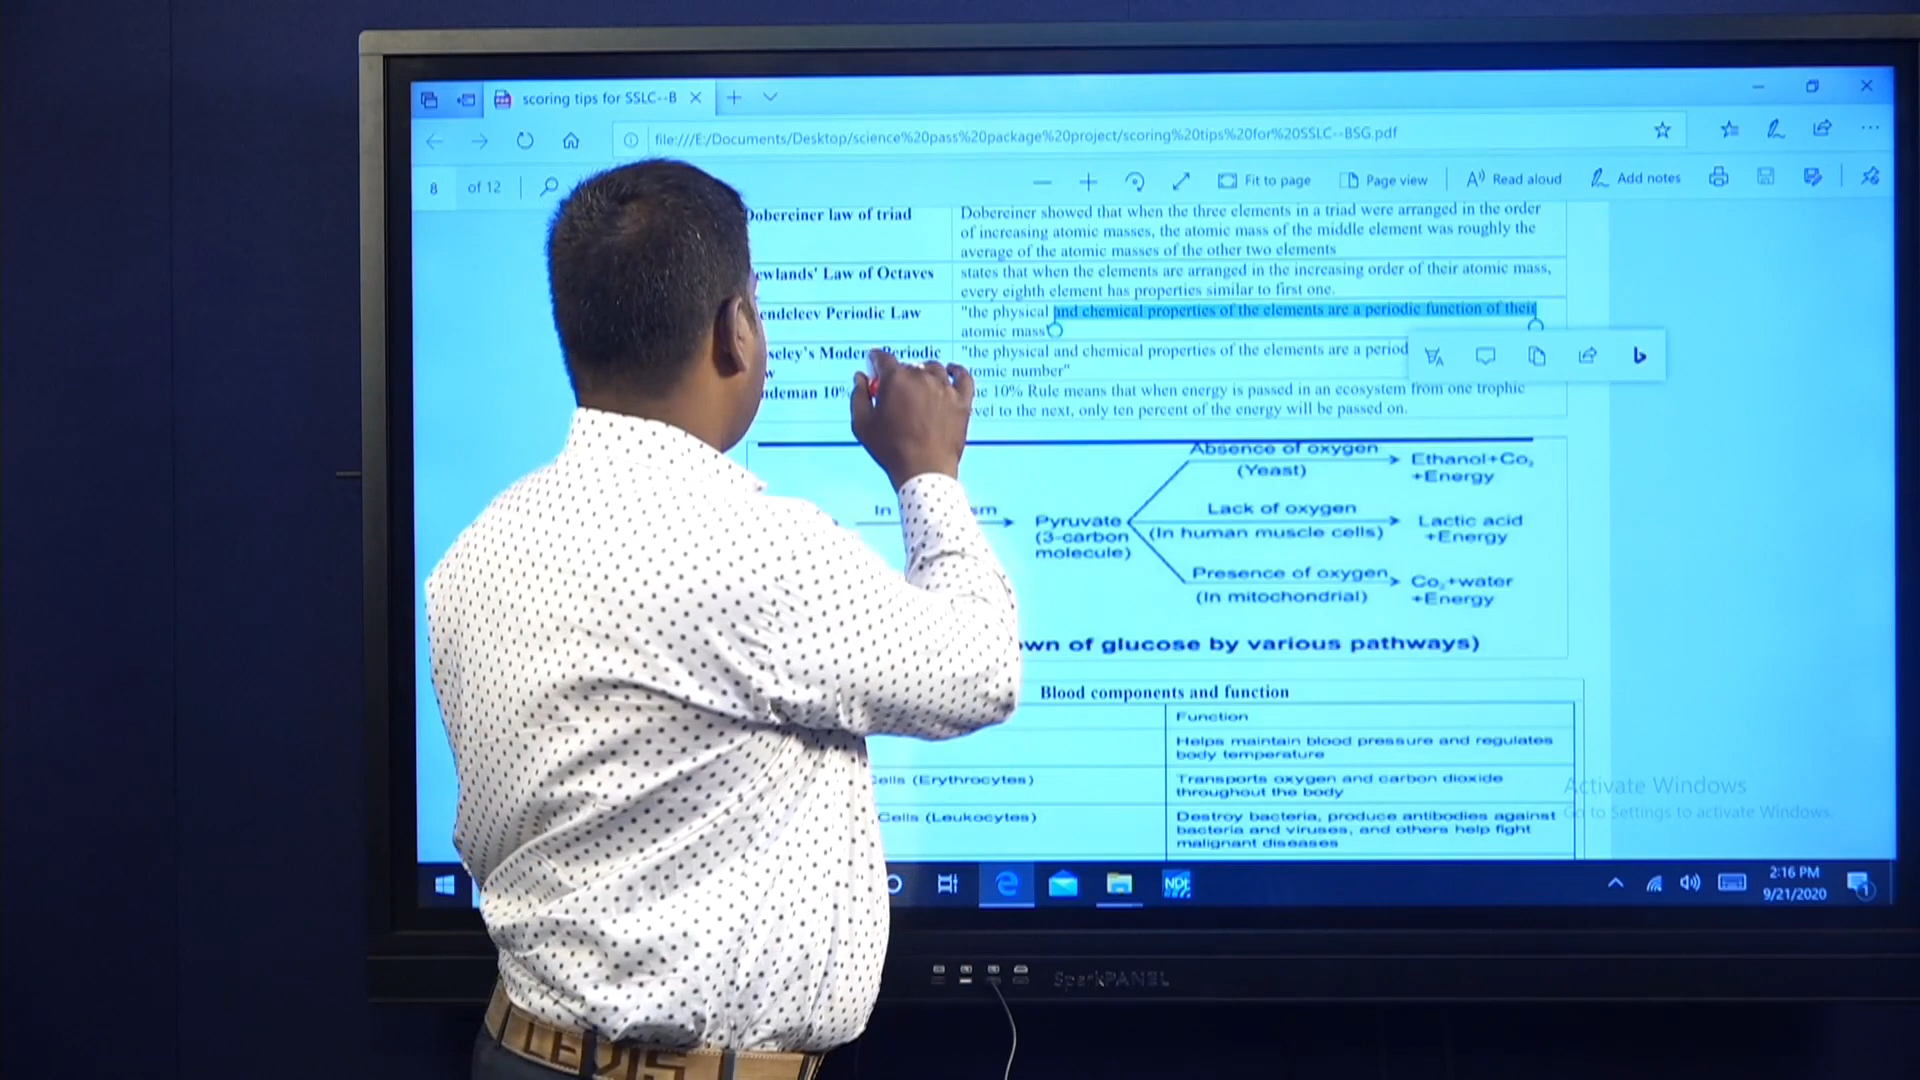 scoring tips for SSLC--B
file:///E:/Documents/Desktop/science%20pass%20package%20project/scoring%20tips%20for%20SSLC--BSG.pdf
8 of 12
Fit to page
Page view
Read aloud
Add notes
Dobereiner law of triad
Dobereiner showed that when the three elements in a triad were arranged in the order
of increasing atomic masses, the atomic mass of the middle element was roughly the
average of the atomic masses of the other two elements
Law of Octaves
states that when the elements are arranged in the increasing order of their atomic mass,
every eighth element has properties similar to first one.
Periodic Law
"the physical and chemical properties of the elements are a periodic function of their
atomic mass"
Modern Periodic
"the physical and chemical properties of the elements are a
number"
10%
10% Rule means that when energy is passed in an ecosystem from one trophic
to the next, only ten percent of the energy will be passed on.
Absence of oxygen
(Yeast)
Ethanol+Co2
+Energy
In
Pyruvate
(3-carbon
molecule)
Lack of oxygen
(In human muscle cells)
Lactic acid
+Energy
Presence of oxygen
(In mitochondrial)
Co2+water
+Energy
of glucose by various pathways)
Blood components and function
Function
Helps maintain blood pressure and regulates
body temperature
Cells (Erythrocytes)
Transports oxygen and carbon dioxide
throughout the body
Cells (Leukocytes)
Destroy bacteria, produce antibodies against
bacteria and viruses, and others help fight
malignant diseases
Activate Windows
Go to Settings to activate Windows.
2:16 PM
9/21/2020
1
SparkPANEL
LEVIS